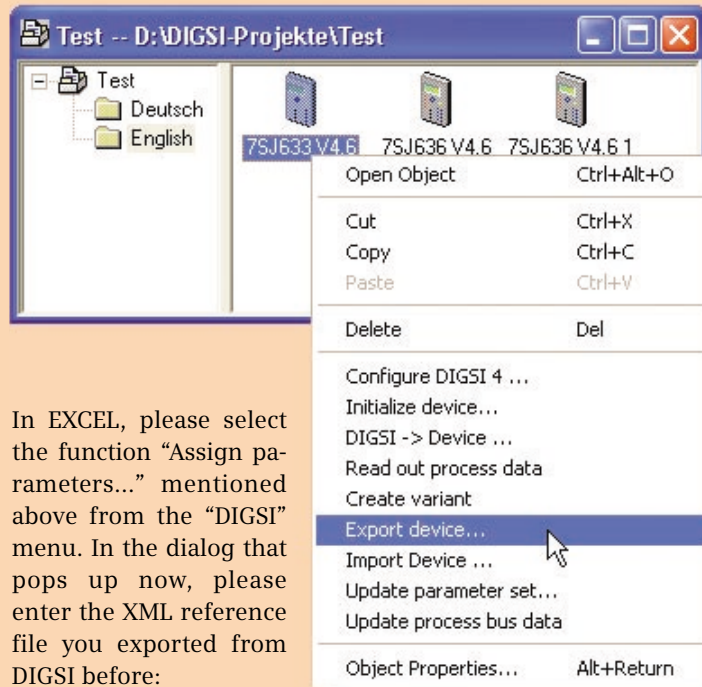 Test -- D:\DIGSI-Projekte\Test
Test
Deutsch
English
7SJ633 V4.6
7SJ636 V4.6
7SJ636 V4.6 1
Open Object Ctrl+Alt+O
Cut Ctrl+X
Copy Ctrl+C
Paste Ctrl+V
Delete Del
Configure DIGSI 4 ...
Initialize device...
DIGSI -> Device ...
Read out process data
Create variant
Export device...
Import Device ...
Update parameter set...
Update process bus data
Object Properties... Alt+Return
In EXCEL, please select
the function “Assign pa-
rameters...” mentioned
above from the “DIGSI”
menu. In the dialog that
pops up now, please
enter the XML reference
file you exported from
DIGSI before: